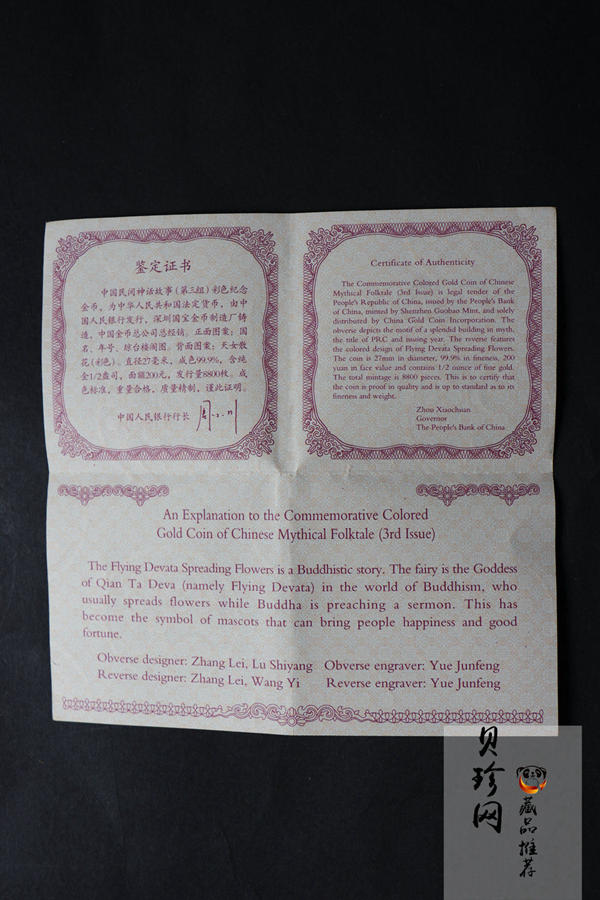 鉴定证书
中国民间神话故事(第三组)彩色纪念
金币,为中华人民共和国法定货币,由中
国人民银行发行,深圳国宝金币制造厂铸
造,中国金币总公司总经销。正面图案:国
名、年号、琼台楼阁图。背面图案:天女散
花(彩色)。直径27毫米,成色99.9%,含纯
金1/2盎司,面额200元,发行量8800枚。成
色标准,重量合格,质量精制,谨此证明。
中国人民银行行长
Certificate of Authenticity
The Commemorative Colored Gold Coin of Chinese
Mythical Folktale (3rd Issue) is legal tender of the
People's Republic of China, issued by the People's Bank
of China, minted by Shenzhen Guobao Mint, and solely
distributed by China Gold Coin Incorporation. The
obverse depicts the motif of a splendid building in myth,
the title of PRC and issuing year. The reverse features
the colored design of Flying Devata Spreading Flowers.
The coin is 27mm in diameter, 99.9% in fineness, 200
yuan in face value and contains 1/2 ounce of fine gold.
The total mintage is 8800 pieces. This is to certify that
the coin is proof in quality and is up to standard as to its
fineness and weight.
Zhou Xiaochuan
Governor
The People's Bank of China
An Explanation to the Commemorative Colored
Gold Coin of Chinese Mythical Folktale (3rd Issue)
The Flying Devata Spreading Flowers is a Buddhistic story. The fairy is the Goddess
of Qian Ta Deva (namely Flying Devata) in the world of Buddhism, who
usually spreads flowers while Buddha is preaching a sermon. This has
become the symbol of mascots that can bring people happiness and good
fortune.
Obverse designer: Zhang Lei, Lu Shiyang Obverse engraver: Yue Junfeng
Reverse designer: Zhang Lei, Wang Yi Reverse engraver: Yue Junfeng
贝珍网
藏品推荐